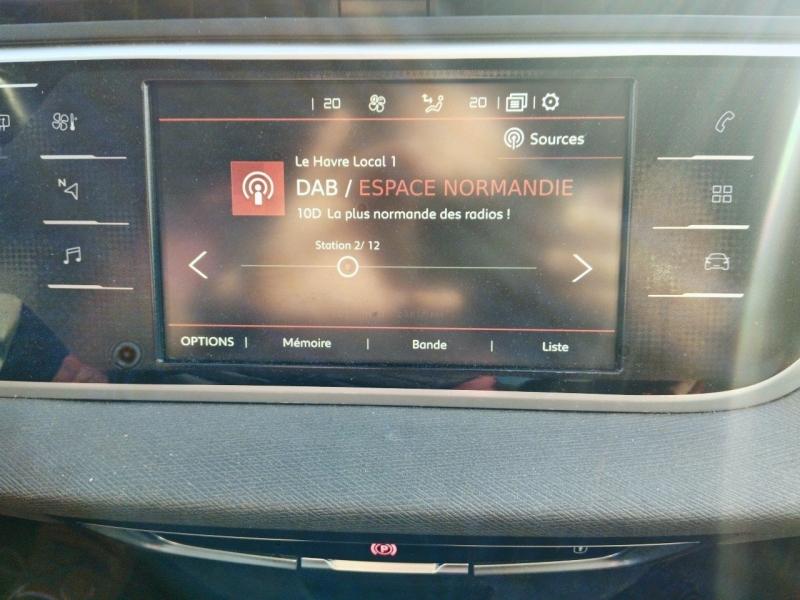 20 20
Sources
Le Havre Local 1
DAB / ESPACE NORMANDIE
10D La plus normande des radios !
Station 2/ 12
OPTIONS Mémoire Bande Liste
N
P